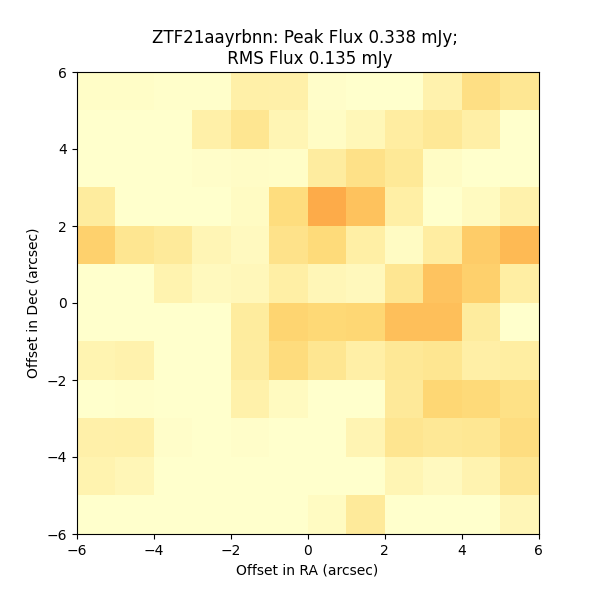 ZTF21aayrbnn: Peak Flux 0.338 mJy;
RMS Flux 0.135 mJy
6
4
2
0
−2
−4
−6
Offset in Dec (arcsec)
−6 −4 −2 0 2 4 6
Offset in RA (arcsec)